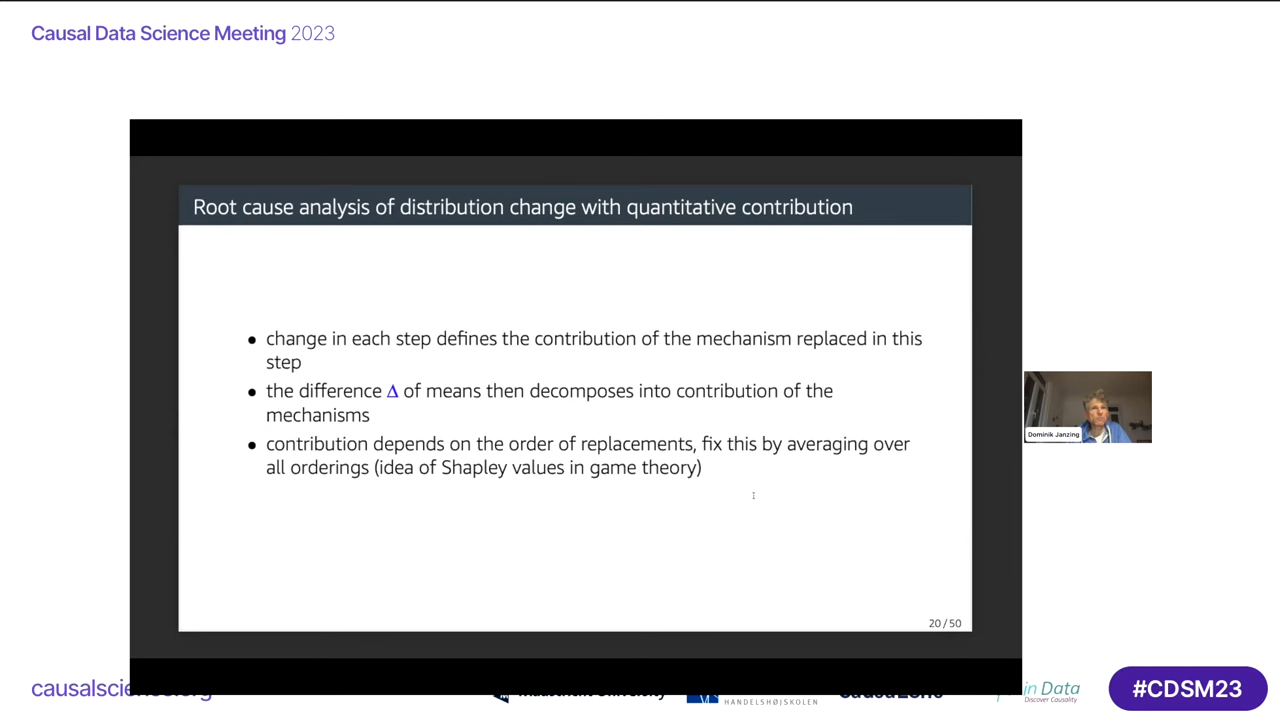 Causal Data Science Meeting 2023
Root cause analysis of distribution change with quantitative contribution
• change in each step defines the contribution of the mechanism replaced in this
step
• the difference Δ of means then decomposes into contribution of the
mechanisms
• contribution depends on the order of replacements, fix this by averaging over
all orderings (idea of Shapley values in game theory)
Dominik Janzing
20 / 50
HANDELSHØJSKOLEN
in Data
Discover Causality
#CDSM23